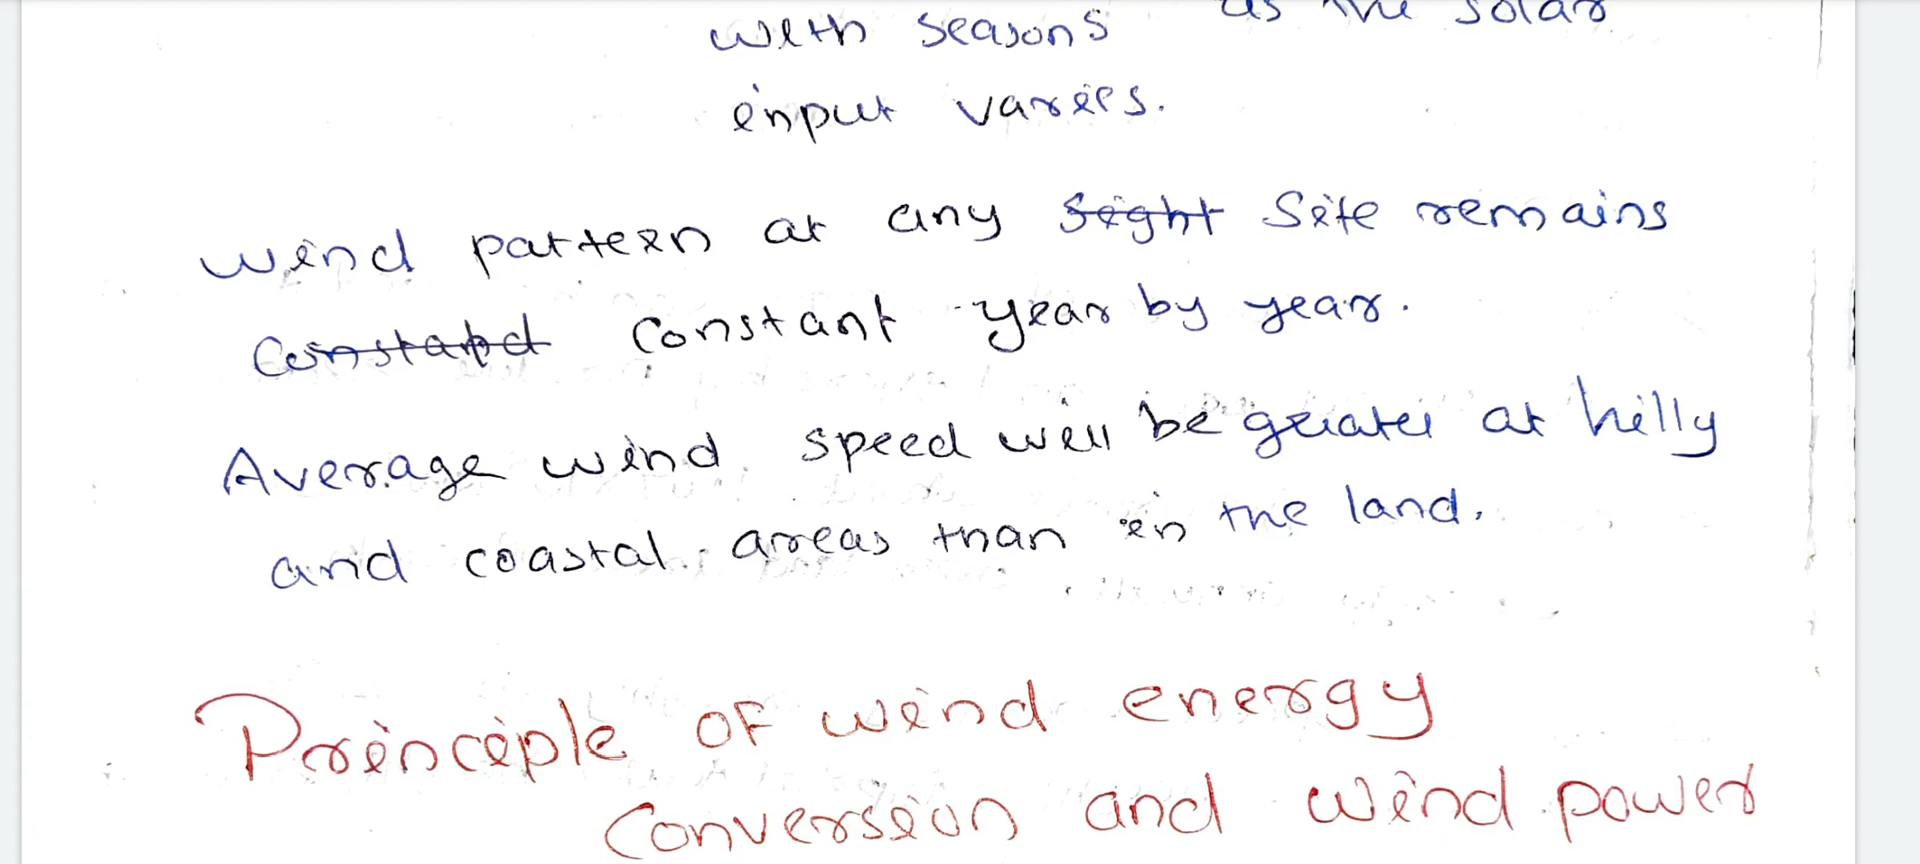 with seasons as the solar
input varies.
wind pattern at any sight site remains
constand constant year by year.
Average wind speed will be greater at hilly
and coastal areas than in the land.
Principle of wind energy
conversion and wind power